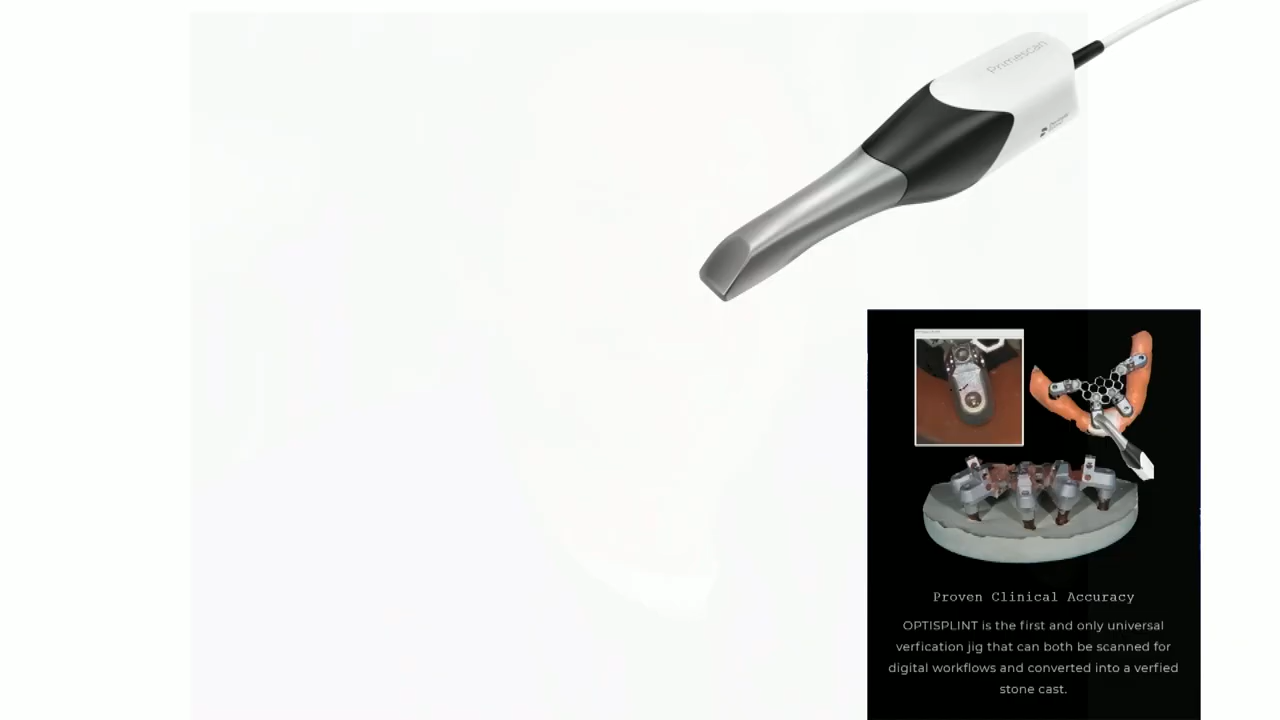 Primescan
Proven Clinical Accuracy
OPTISPLINT is the first and only universal
verfication jig that can both be scanned for
digital workflows and converted into a verfied
stone cast.